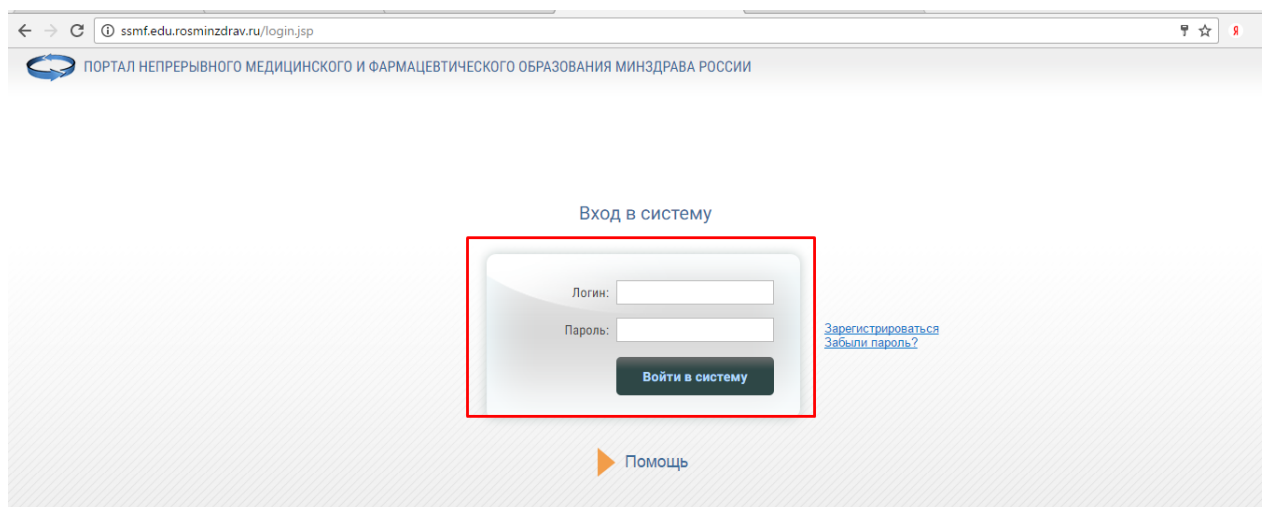 ssmf.edu.rosminzdrav.ru/login.jsp
Я
ПОРТАЛ НЕПРЕРЫВНОГО МЕДИЦИНСКОГО И ФАРМАЦЕВТИЧЕСКОГО ОБРАЗОВАНИЯ МИНЗДРАВА РОССИИ
Вход в систему
Логин:
Пароль:
Зарегистрироваться
Забыли пароль?
Войти в систему
Помощь